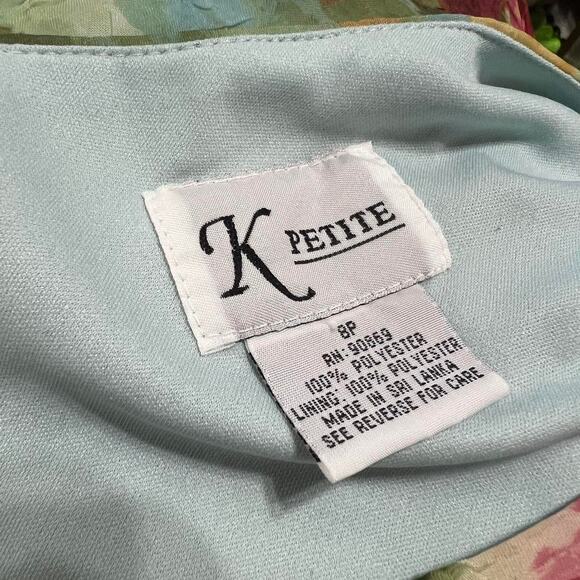 K PETITE
8P
RN: 90869
100% POLYESTER
LINING: 100% POLYESTER
MADE IN SRI LANKA
SEE REVERSE FOR CARE